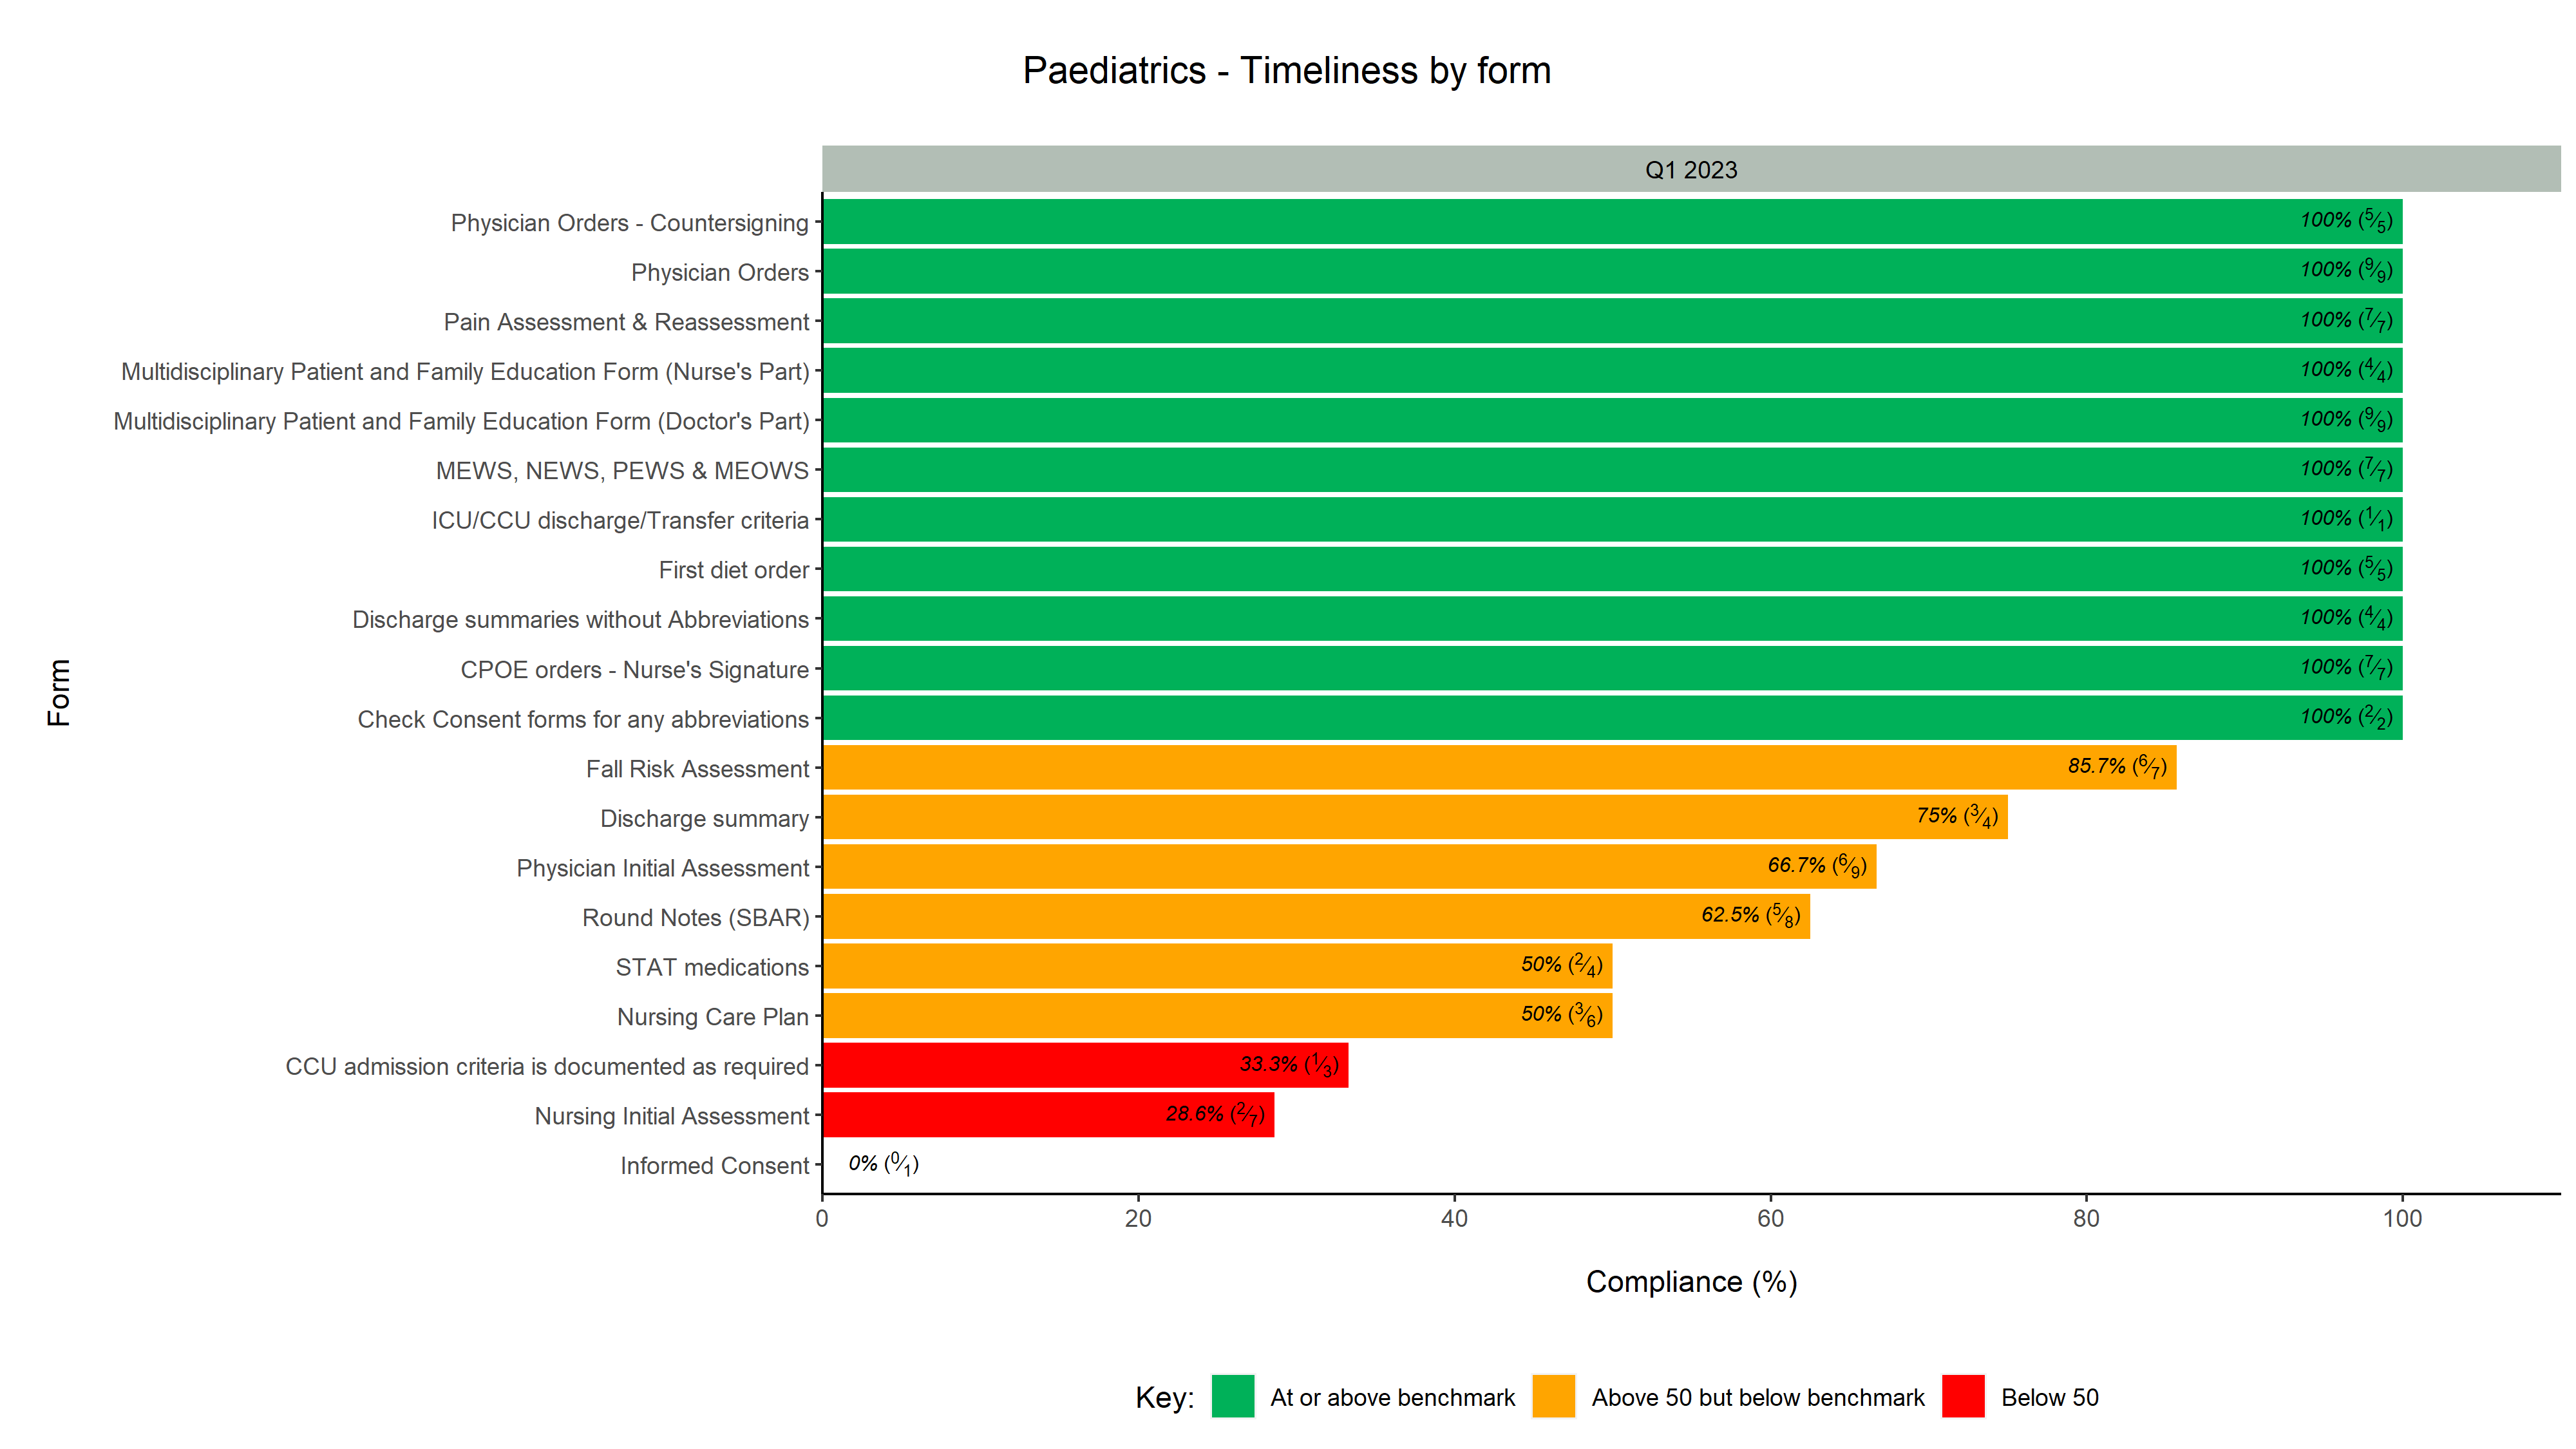 Paediatrics - Timeliness by form
Q1 2023
Form
Physician Orders - Countersigning 100% (5⁄5)
Physician Orders 100% (9⁄9)
Pain Assessment & Reassessment 100% (7⁄7)
Multidisciplinary Patient and Family Education Form (Nurse's Part) 100% (4⁄4)
Multidisciplinary Patient and Family Education Form (Doctor's Part) 100% (9⁄9)
MEWS, NEWS, PEWS & MEOWS 100% (7⁄7)
ICU/CCU discharge/Transfer criteria 100% (1⁄1)
First diet order 100% (5⁄5)
Discharge summaries without Abbreviations 100% (4⁄4)
CPOE orders - Nurse's Signature 100% (7⁄7)
Check Consent forms for any abbreviations 100% (2⁄2)
Fall Risk Assessment 85.7% (6⁄7)
Discharge summary 75% (3⁄4)
Physician Initial Assessment 66.7% (6⁄9)
Round Notes (SBAR) 62.5% (5⁄8)
STAT medications 50% (2⁄4)
Nursing Care Plan 50% (3⁄6)
CCU admission criteria is documented as required 33.3% (1⁄3)
Nursing Initial Assessment 28.6% (2⁄7)
Informed Consent 0% (0⁄1)
0 20 40 60 80 100
Compliance (%)
Key: At or above benchmark Above 50 but below benchmark Below 50